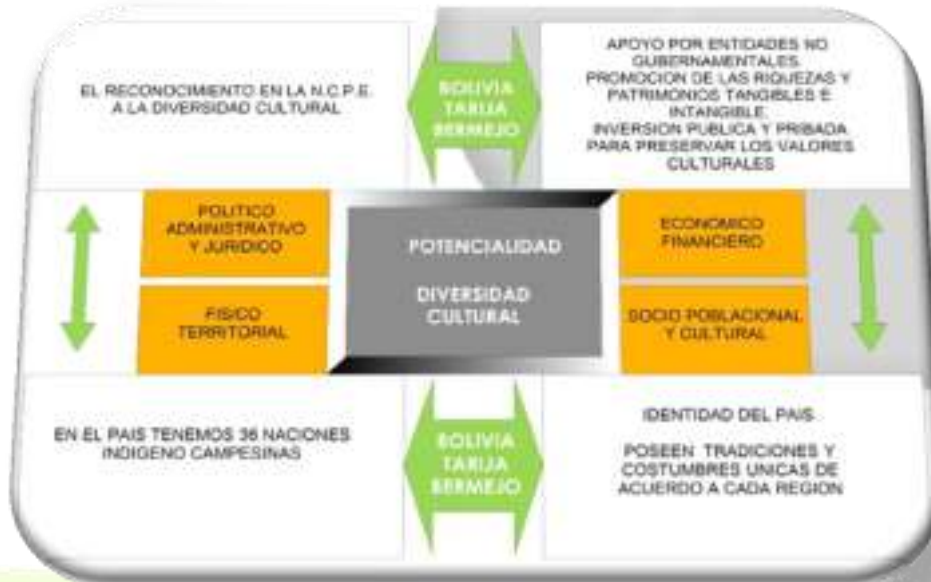 EL RECONOCIMIENTO EN LA N.C.P.E.
A LA DIVERSIDAD CULTURAL
BOLIVIA
TARIJA
BERMEJO
APOYO POR ENTIDADES NO
GUBERNAMENTALES.
PROMOCION DE LAS RIQUEZAS Y
PATRIMONIOS TANGIBLES E
INTANGIBLE.
INVERSION PUBLICA Y PRIBADA
PARA PRESERVAR LOS VALORES
CULTURALES
POLITICO
ADMINISTRATIVO
Y JURIDICO
FISICO
TERRITORIAL
POTENCIALIDAD
DIVERSIDAD
CULTURAL
ECONOMICO
FINANCIERO
SOCIO POBLACIONAL
Y CULTURAL
EN EL PAIS TENEMOS 36 NACIONES
INDIGENO CAMPESINAS
BOLIVIA
TARIJA
BERMEJO
IDENTIDAD DEL PAIS
POSEEN TRADICIONES Y
COSTUMBRES UNICAS DE
ACUERDO A CADA REGION